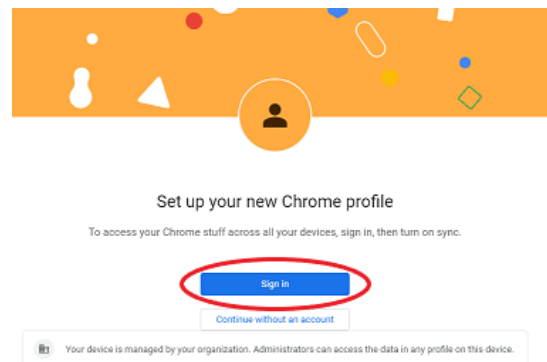 Set up your new Chrome profile
To access your Chrome stuff across all your devices, sign in, then turn on sync.
Sign in
Continue without an account
Your device is managed by your organization. Administrators can access the data in any profile on this device.